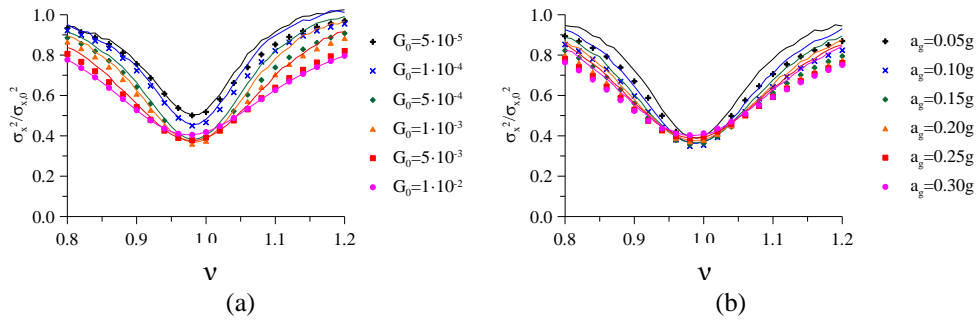 1.0
0.8
0.6
0.4
0.2
0.0
σx²/σx,0²
0.8 0.9 1.0 1.1 1.2
ν
G0=5·10-5
G0=1·10-4
G0=5·10-4
G0=1·10-3
G0=5·10-3
G0=1·10-2
(a)
1.0
0.8
0.6
0.4
0.2
0.0
σx²/σx,0²
0.8 0.9 1.0 1.1 1.2
ν
ag=0.05g
ag=0.10g
ag=0.15g
ag=0.20g
ag=0.25g
ag=0.30g
(b)